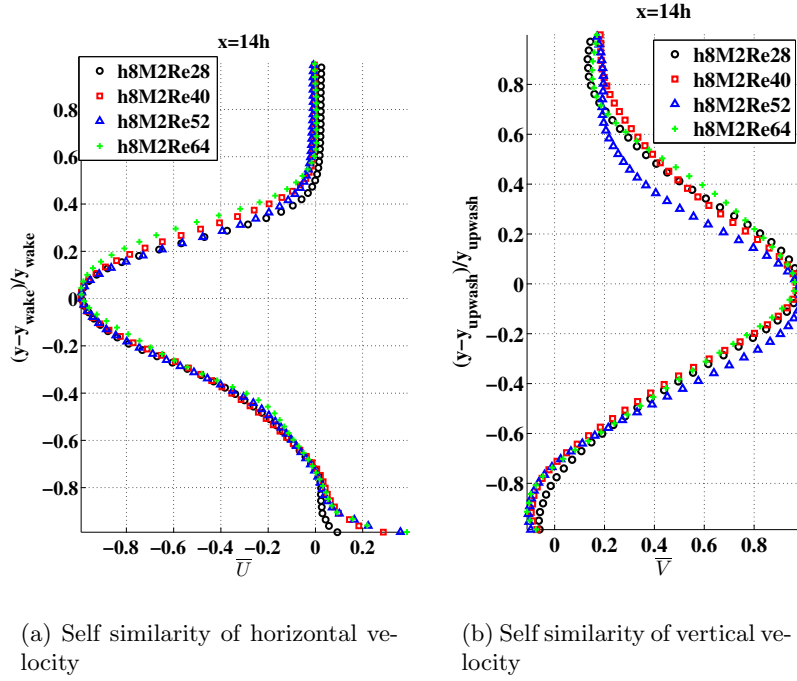 x=14h
h8M2Re28
h8M2Re40
h8M2Re52
h8M2Re64
0.8
0.6
0.4
0.2
0
−0.2
−0.4
−0.6
−0.8
(y−y_wake)/y_wake
−0.8 −0.6 −0.4 −0.2 0 0.2
U̅
(a) Self similarity of horizontal ve-
locity
x=14h
h8M2Re28
h8M2Re40
h8M2Re52
h8M2Re64
0.8
0.6
0.4
0.2
0
−0.2
−0.4
−0.6
−0.8
(y−y_upwash)/y_upwash
0 0.2 0.4 0.6 0.8
V̅
(b) Self similarity of vertical ve-
locity